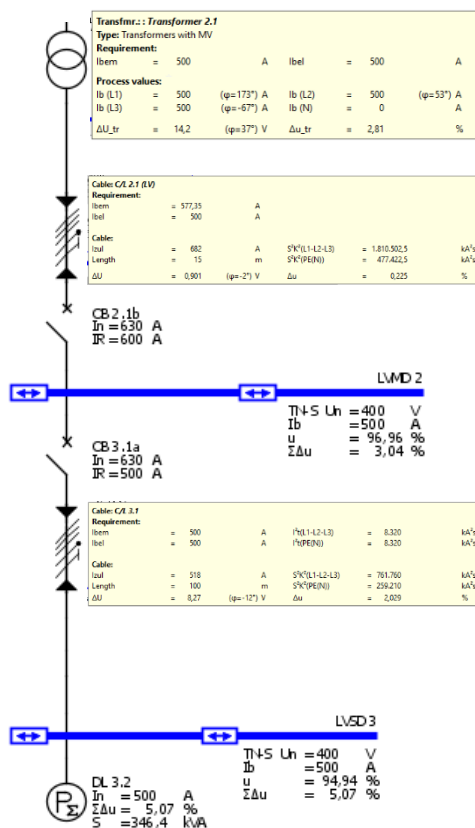 Transfmr.: : Transformer 2.1
Type: Transformers with MV
Requirement:
Ibem = 500 A Ibel = 500 A
Process values:
Ib (L1) = 500 (φ=173°) A Ib (L2) = 500 (φ=53°) A
Ib (L3) = 500 (φ=-67°) A Ib (N) = 0 A
ΔU_tr = 14,2 (φ=37°) V Δu_tr = 2,81 %
Cable: C/L 2.1 (LV)
Requirement:
Ibem = 577,35 A
Ibel = 500 A
Cable:
Izul = 682 A S²K²(L1-L2-L3) = 1.810.502,5 kA²s
Length = 15 m S²K²(PE(N)) = 477.422,5 kA²s
ΔU = 0,901 (φ=-2°) V Δu = 0,225 %
CB 2.1b
In = 630 A
IR = 600 A
LVMD 2
TN-S Un = 400 V
Ib = 500 A
u = 96,96 %
ΣΔu = 3,04 %
CB 3.1a
In = 630 A
IR = 500 A
Cable: C/L 3.1
Requirement:
Ibem = 500 A I²t(L1-L2-L3) = 8.320 kA²s
Ibel = 500 A I²t(PE(N)) = 8.320 kA²s
Cable:
Izul = 518 A S²K²(L1-L2-L3) = 761.760 kA²s
Length = 100 m S²K²(PE(N)) = 259.210 kA²s
ΔU = 8,27 (φ=-12°) V Δu = 2,029 %
LVSD 3
TN-S Un = 400 V
Ib = 500 A
u = 94,94 %
ΣΔu = 5,07 %
PΣ
DL 3.2
In = 500 A
ΣΔu = 5,07 %
S = 346,4 kVA